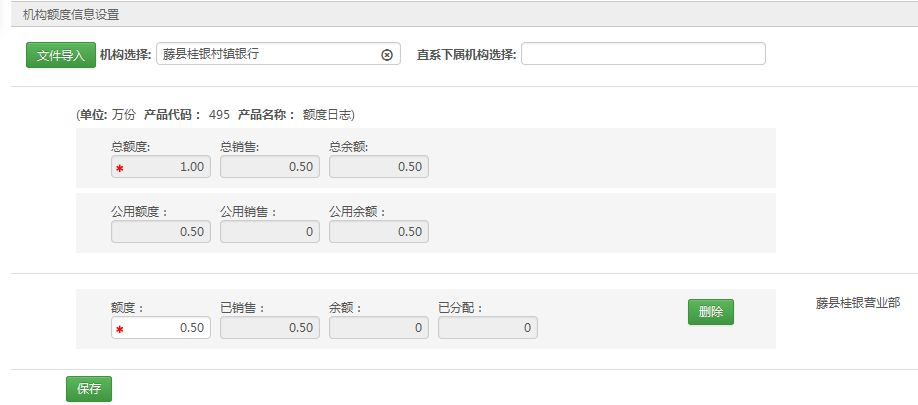 机构额度信息设置
文件导入 机构选择: 藤县桂银村镇银行 直系下属机构选择:
(单位: 万份 产品代码： 495 产品名称： 额度日志)
总额度: 总销售: 总余额:
* 1.00 0.50 0.50
公用额度： 公用销售： 公用余额：
0.50 0 0.50
额度： 已销售： 余额： 已分配：
* 0.50 0.50 0 0 删除 藤县桂银营业部
保存